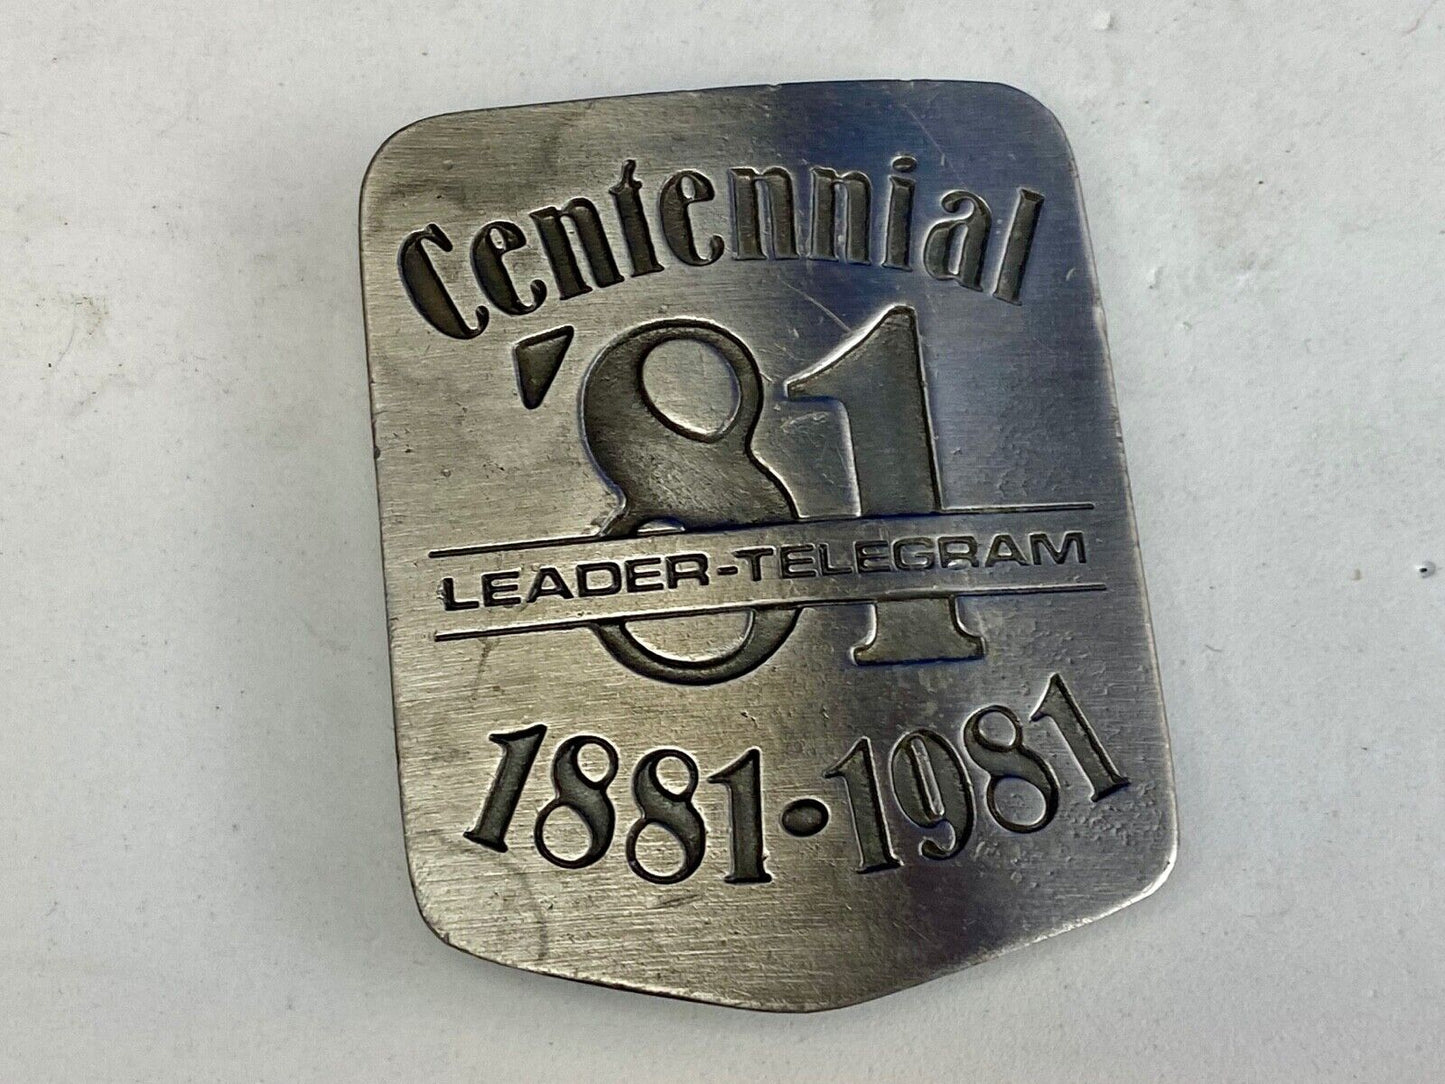 Centennial
'81
LEADER-TELEGRAM
1881•1981